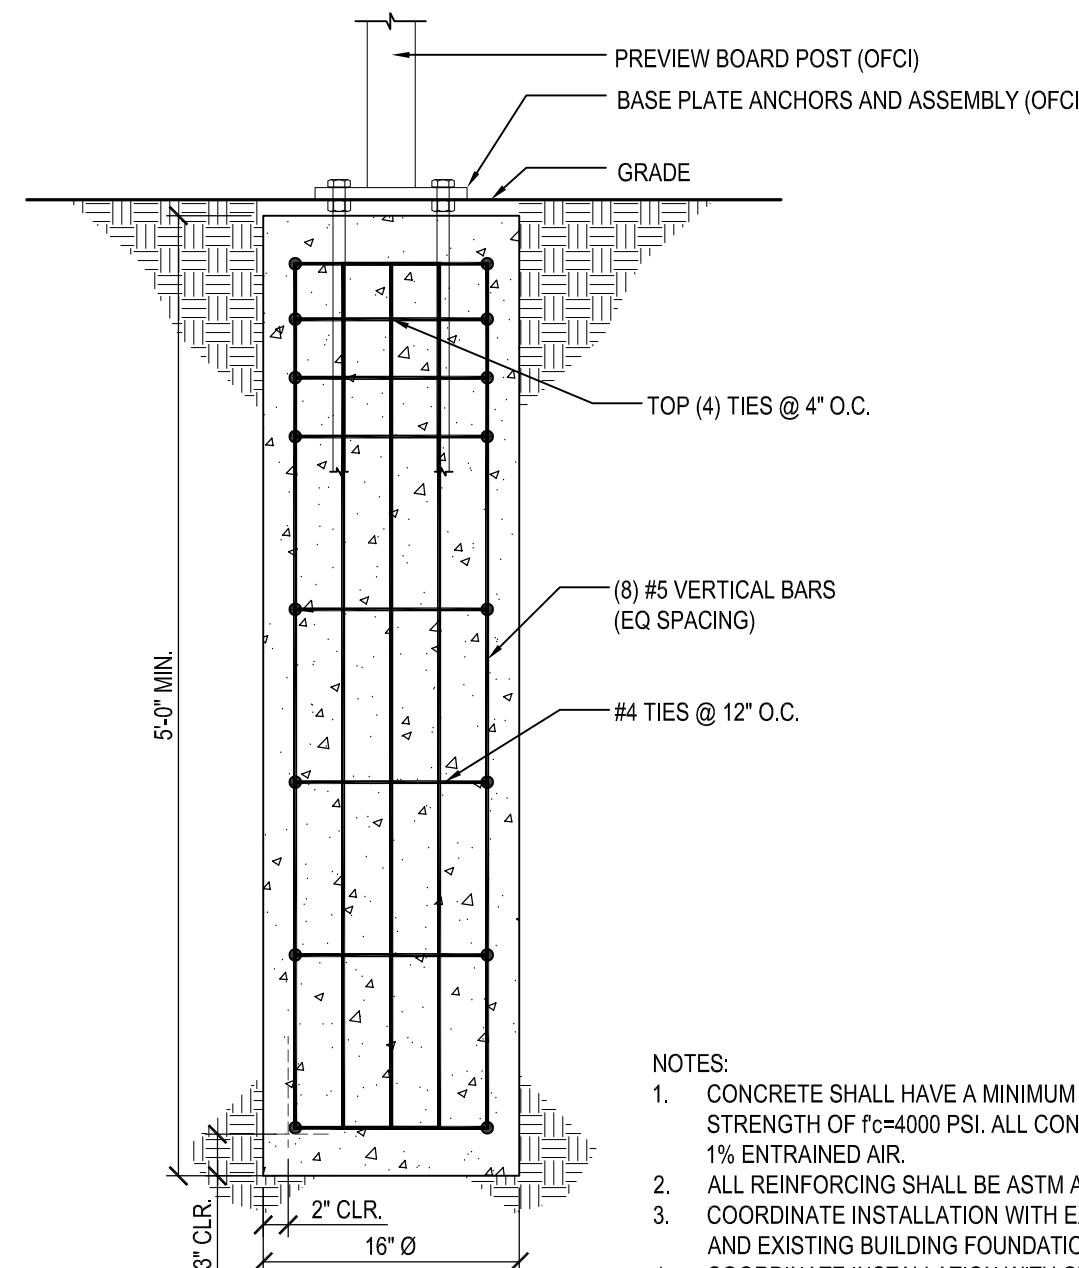 PREVIEW BOARD POST (OFCI)
BASE PLATE ANCHORS AND ASSEMBLY (OFCI
GRADE
TOP (4) TIES @ 4" O.C.
(8) #5 VERTICAL BARS
(EQ SPACING)
#4 TIES @ 12" O.C.
5'-0" MIN.
3" CLR.
2" CLR.
16" Ø
NOTES:
1. CONCRETE SHALL HAVE A MINIMUM
STRENGTH OF f'c=4000 PSI. ALL CON
1% ENTRAINED AIR.
2. ALL REINFORCING SHALL BE ASTM A
3. COORDINATE INSTALLATION WITH E
AND EXISTING BUILDING FOUNDATIO
COORDINATE INSTALLATION WITH